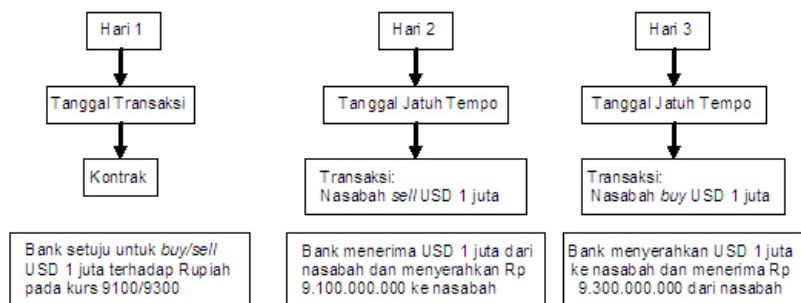 Hari 1
Tanggal Transaksi
Kontrak
Bank setuju untuk buy/sell
USD 1 juta terhadap Rupiah
pada kurs 9100/9300
Hari 2
Tanggal Jatuh Tempo
Transaksi:
Nasabah sell USD 1 juta
Bank menerima USD 1 juta dari
nasabah dan menyerahkan Rp
9.100.000.000 ke nasabah
Hari 3
Tanggal Jatuh Tempo
Transaksi:
Nasabah buy USD 1 juta
Bank menyerahkan USD 1 juta
ke nasabah dan menerima Rp
9.300.000.000 dari nasabah